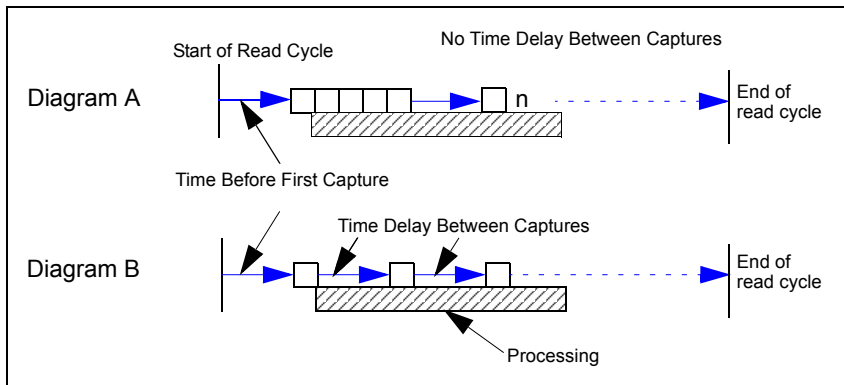 No Time Delay Between Captures
Start of Read Cycle
Diagram A
n
End of
read cycle
Time Before First Capture
Time Delay Between Captures
Diagram B
End of
read cycle
Processing